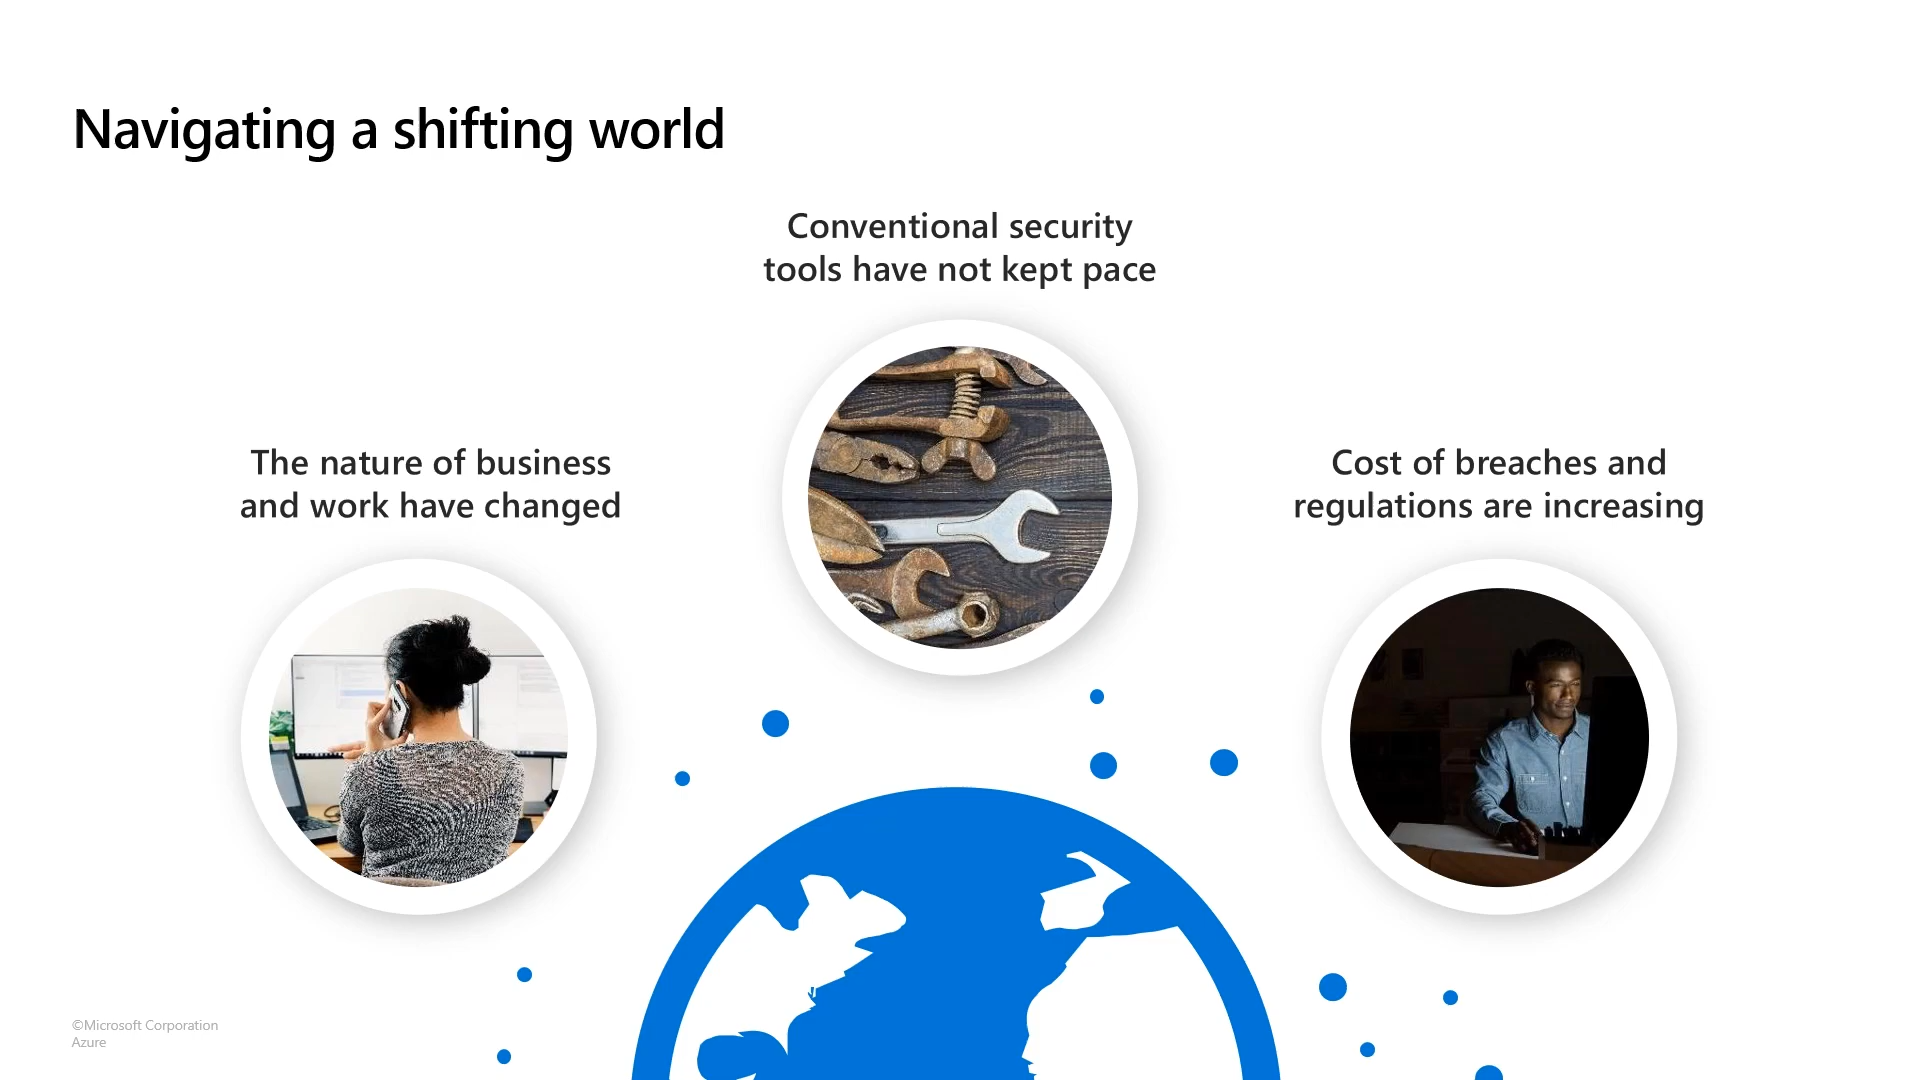 Navigating a shifting world
Conventional security
tools have not kept pace
The nature of business
and work have changed
Cost of breaches and
regulations are increasing
©Microsoft Corporation
Azure